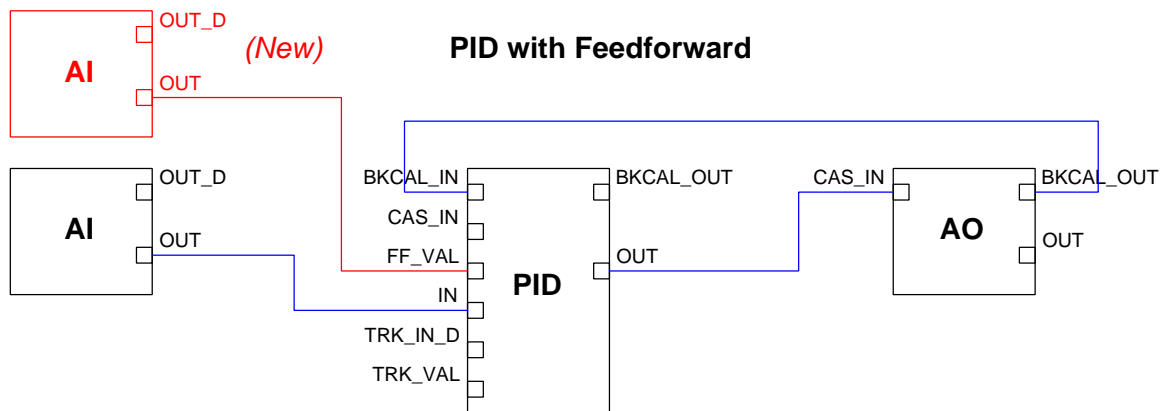 OUT_D
(New)
PID with Feedforward
AI
OUT
OUT_D
AI
OUT
BKCAL_IN
CAS_IN
FF_VAL
IN
TRK_IN_D
TRK_VAL
PID
BKCAL_OUT
OUT
CAS_IN
AO
BKCAL_OUT
OUT